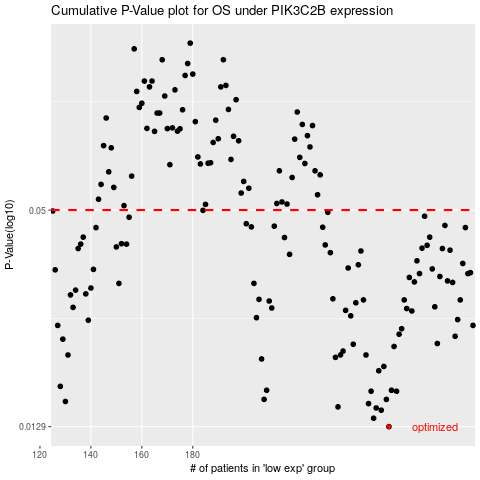 Cumulative P-Value plot for OS under PIK3C2B expression
P-Value(log10)
0.05
0.0129
optimized
120 140 160 180
# of patients in 'low exp' group